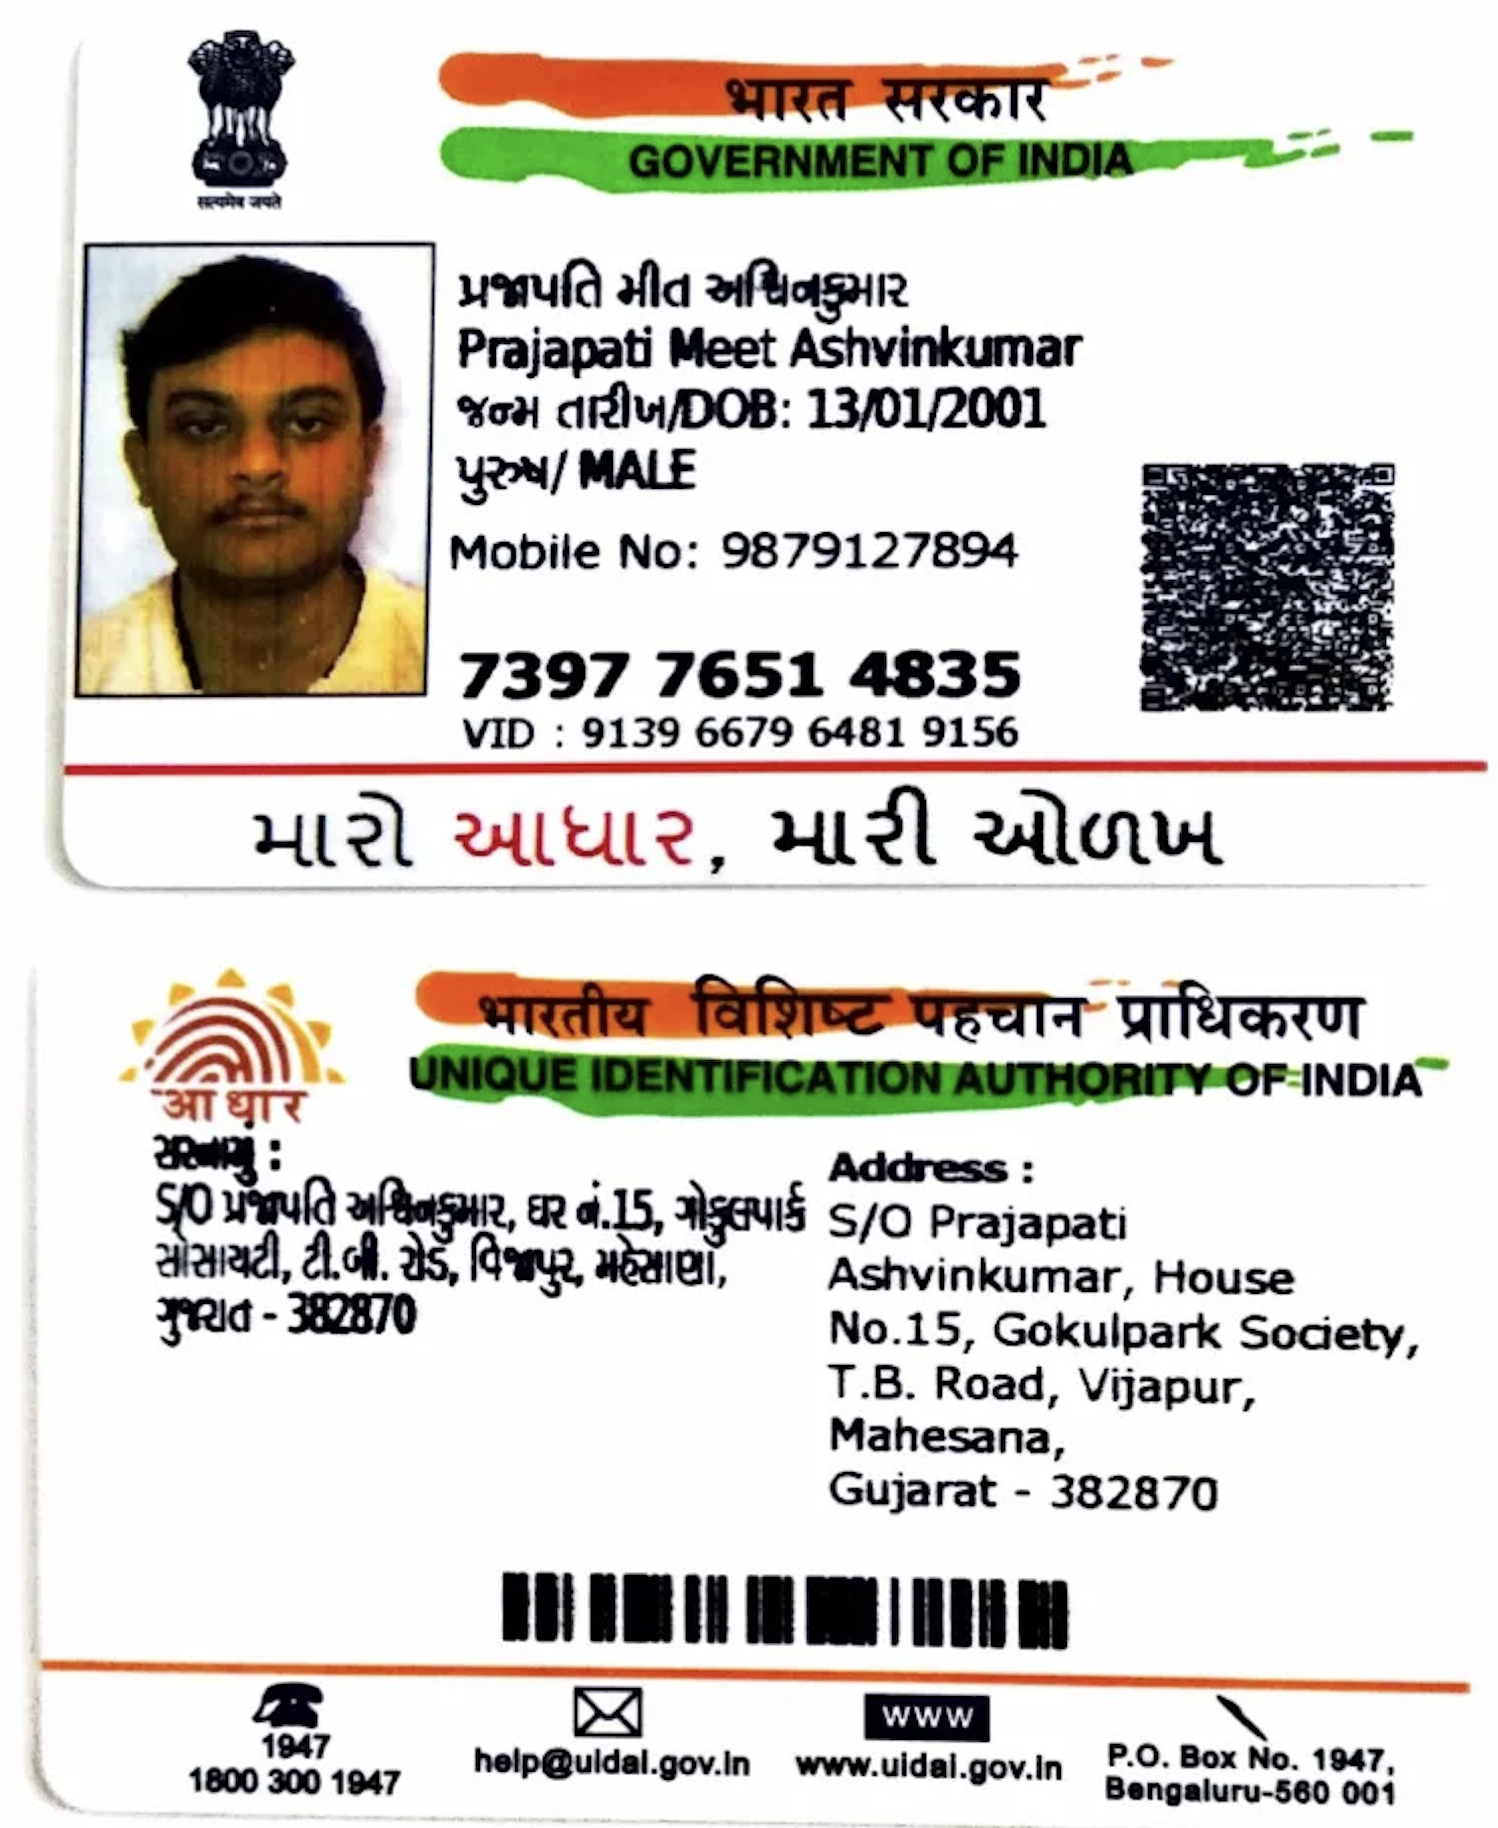 सत्यमेव जयते
भारत सरकार
GOVERNMENT OF INDIA
પ્રજાપતિ મીત અશ્વિનકુમાર
Prajapati Meet Ashvinkumar
જન્મ તારીખ/DOB: 13/01/2001
પુરુષ/ MALE
Mobile No: 9879127894
7397 7651 4835
VID : 9139 6679 6481 9156
મારો આધાર, મારી ઓળખ
भारतीय विशिष्ट पहचान प्राधिकरण
UNIQUE IDENTIFICATION AUTHORITY OF INDIA
आधार
S/O પ્રજાપતિ અશ્વિનકુમાર, ઘર નં.15, ગોકુલપાર્ક
સોસાયટી, ટી.બી. રોડ, વિજાપુર, મહેસાણા,
ગુજરાત - 382870
Address :
S/O Prajapati
Ashvinkumar, House
No.15, Gokulpark Society,
T.B. Road, Vijapur,
Mahesana,
Gujarat - 382870
1947
1800 300 1947
help@uidai.gov.in
www
www.uidai.gov.in
P.O. Box No. 1947,
Bengaluru-560 001